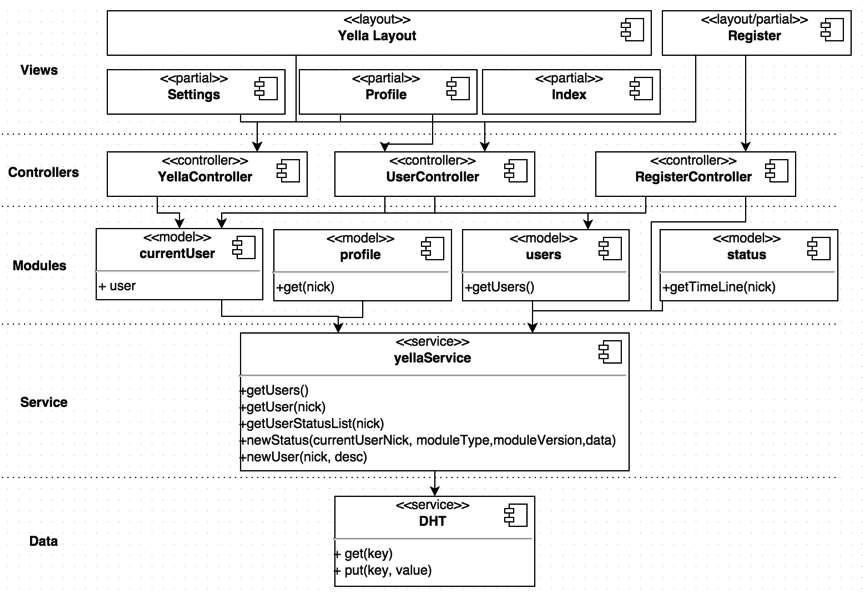 <<layout>>
Yella Layout
<<layout/partial>>
Register
Views
<<partial>>
Settings
<<partial>>
Profile
<<partial>>
Index
Controllers
<<controller>>
YellaController
<<controller>>
UserController
<<controller>>
RegisterController
Modules
<<model>>
currentUser
+ user
<<model>>
profile
+get(nick)
<<model>>
users
+getUsers()
<<model>>
status
+getTimeLine(nick)
Service
<<service>>
yellaService
+getUsers()
+getUser(nick)
+getUserStatusList(nick)
+newStatus(currentUserNick, moduleType,moduleVersion,data)
+newUser(nick, desc)
Data
<<service>>
DHT
+ get(key)
+ put(key, value)